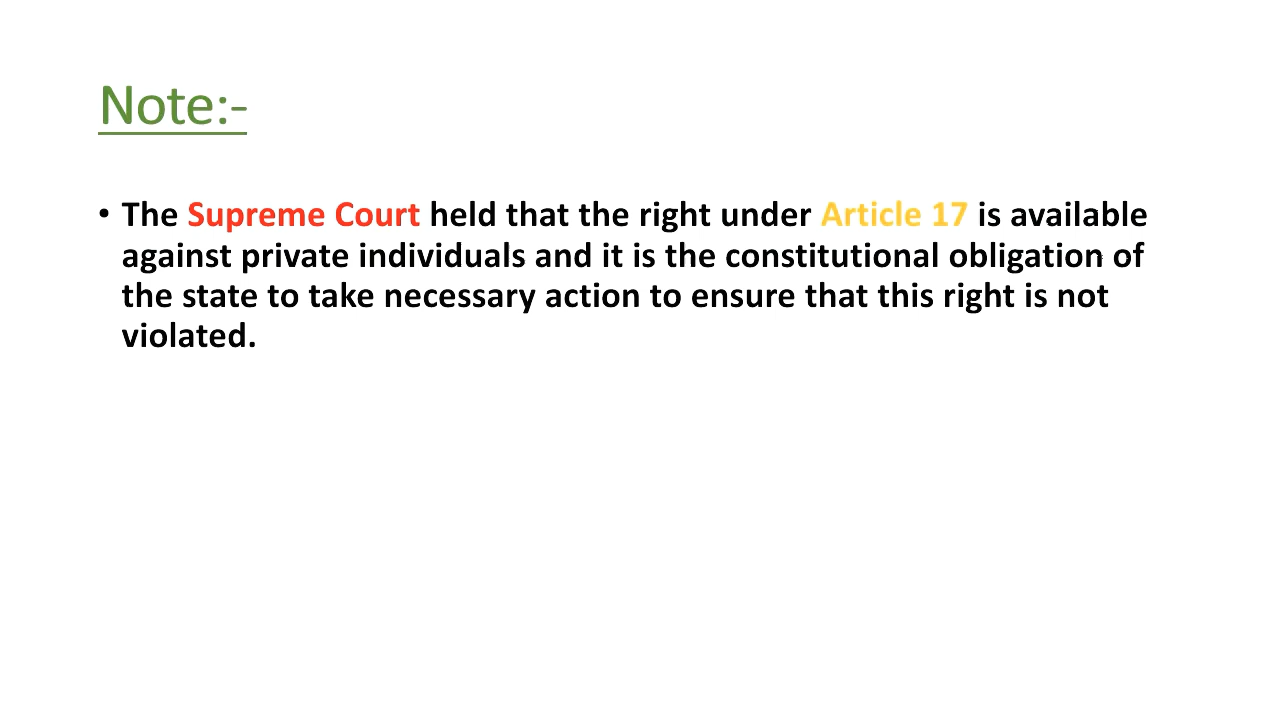 Note:-
• The Supreme Court held that the right under Article 17 is available
against private individuals and it is the constitutional obligation of
the state to take necessary action to ensure that this right is not
violated.